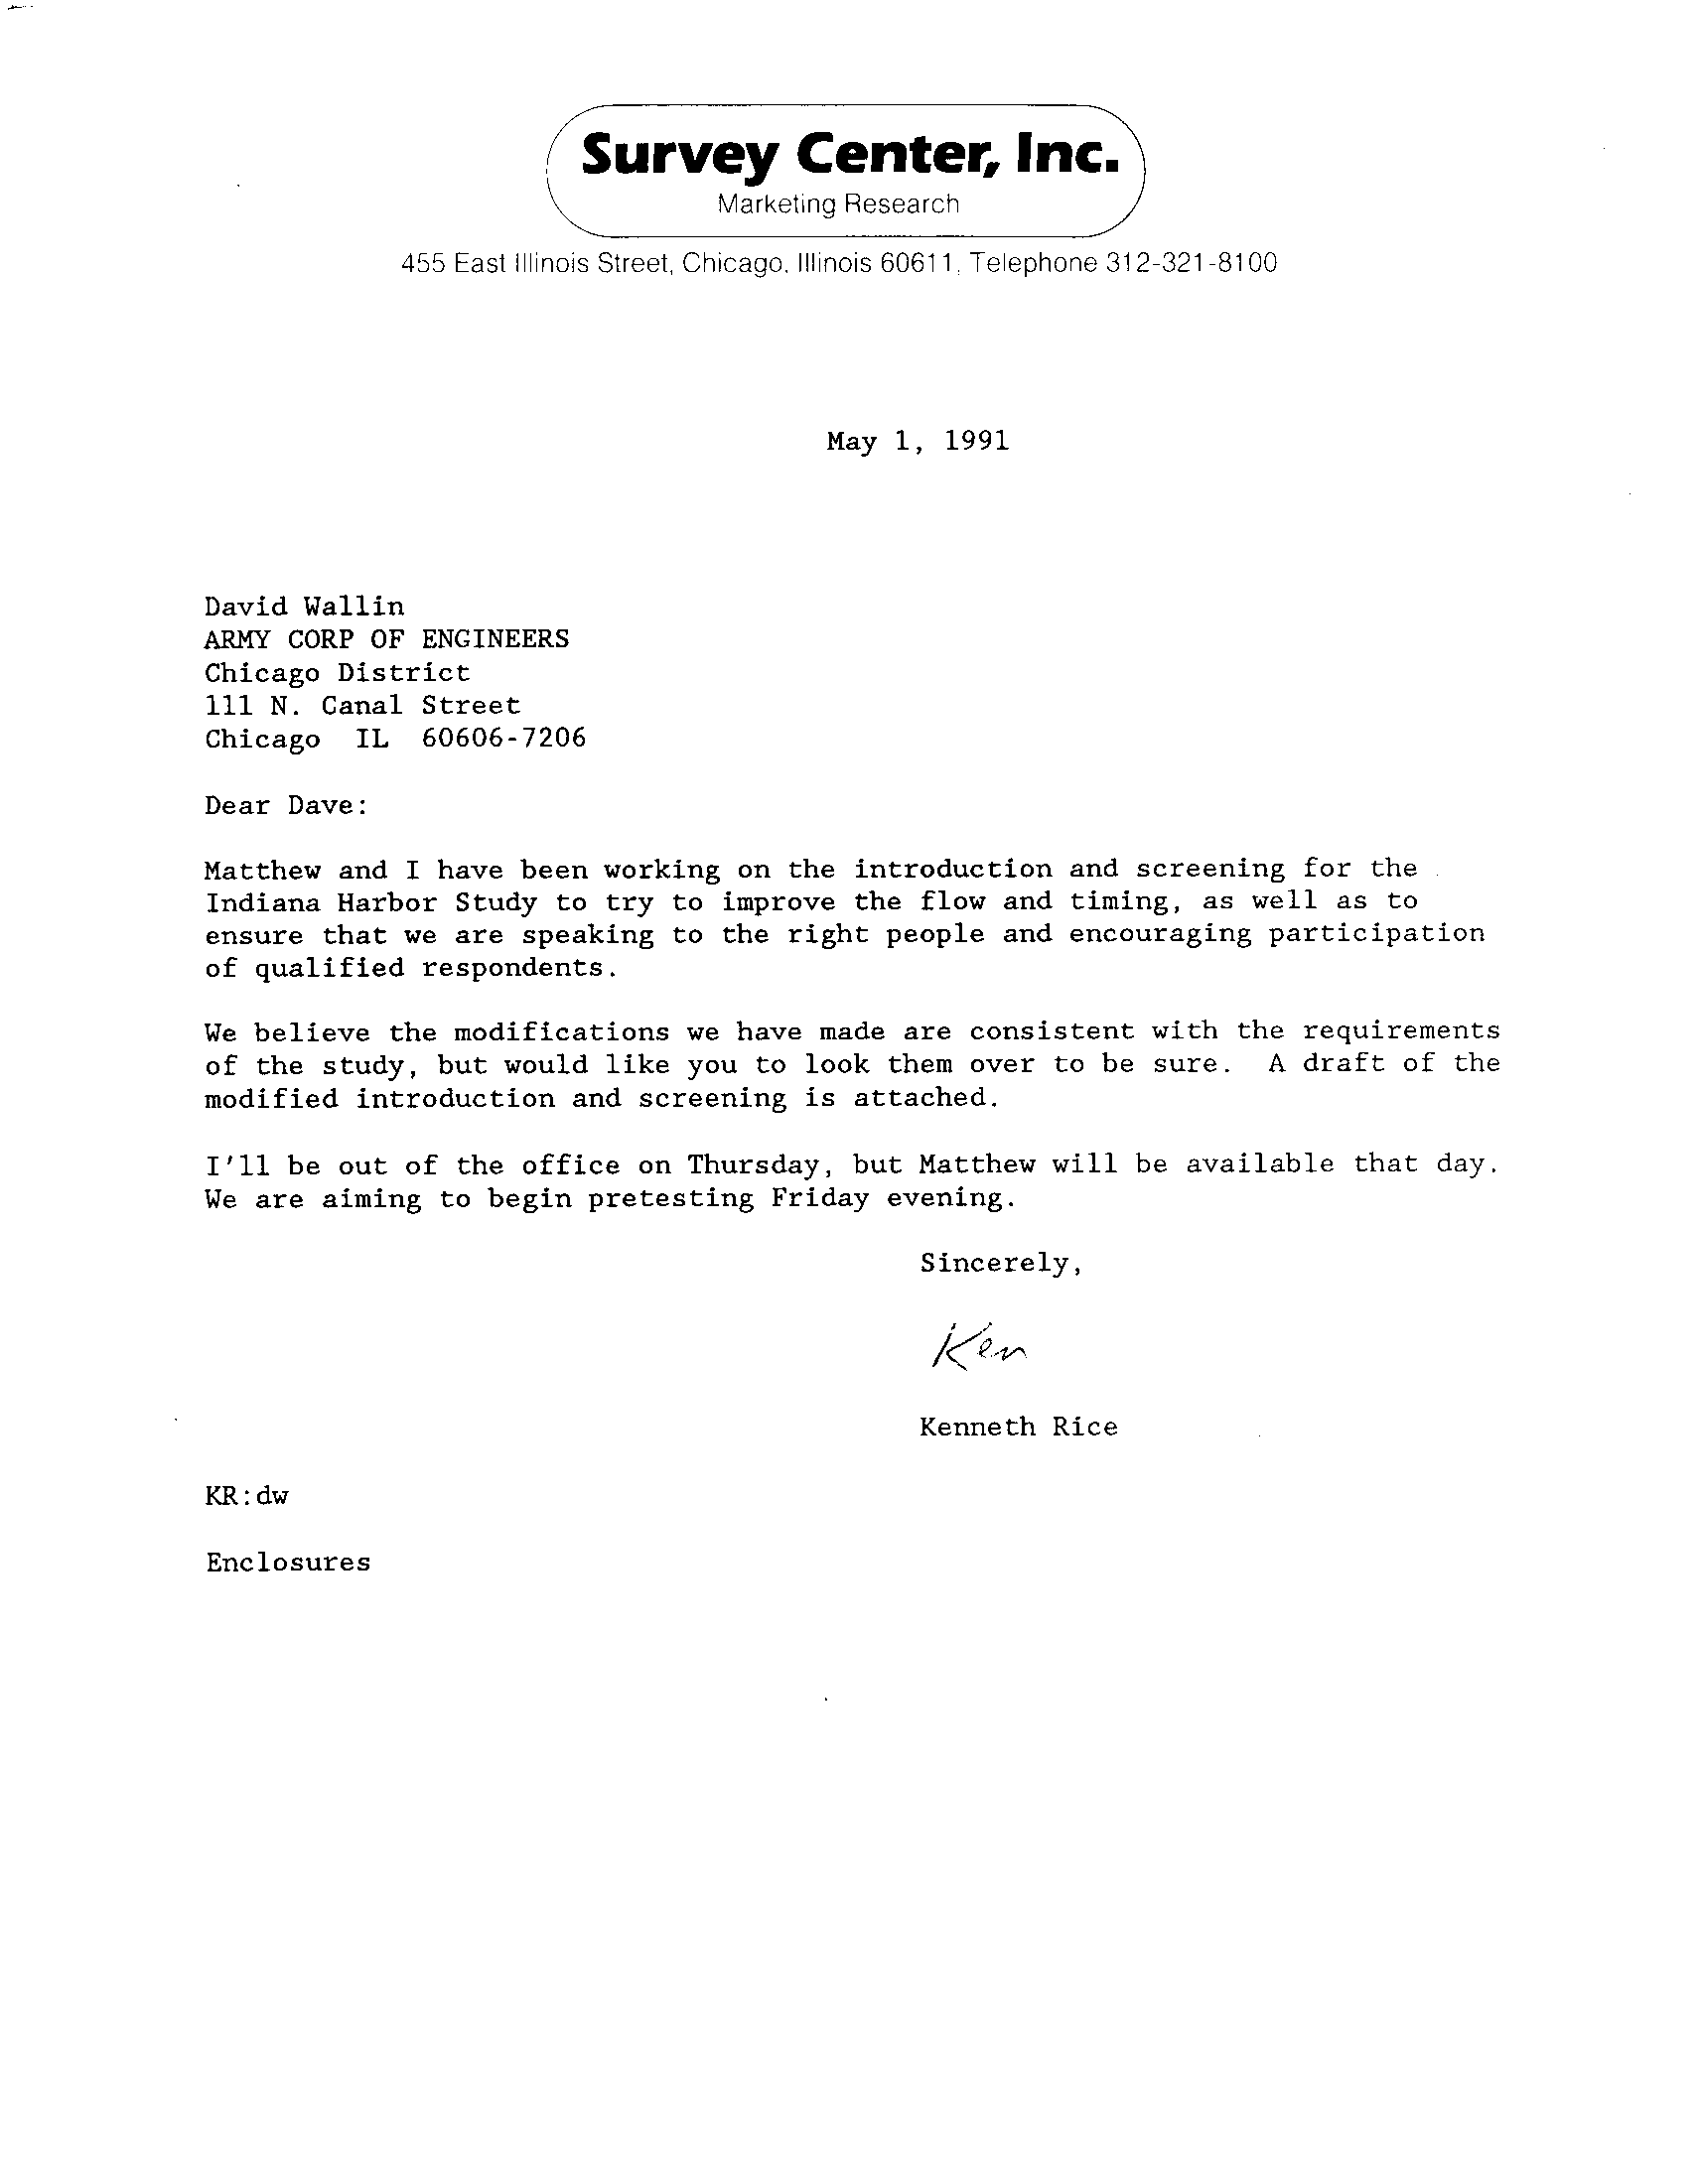 Survey Center, Inc.
Marketing Research
455 East Illinois Street, Chicago, Illinois 60611, Telephone 312-321-8100
May 1, 1991
David Wallin
ARMY CORP OF ENGINEERS
Chicago District
111 N. Canal Street
Chicago IL 60606-7206
Dear Dave:
Matthew and I have been working on the introduction and screening for the
Indiana Harbor Study to try to improve the flow and timing, as well as to
ensure that we are speaking to the right people and encouraging participation
of qualified respondents.
We believe the modifications we have made are consistent with the requirements
of the study, but would like you to look them over to be sure. A draft of the
modified introduction and screening is attached.
I'll be out of the office on Thursday, but Matthew will be available that day.
We are aiming to begin pretesting Friday evening.
Sincerely,
Ken
Kenneth Rice
KR:dw
Enclosures